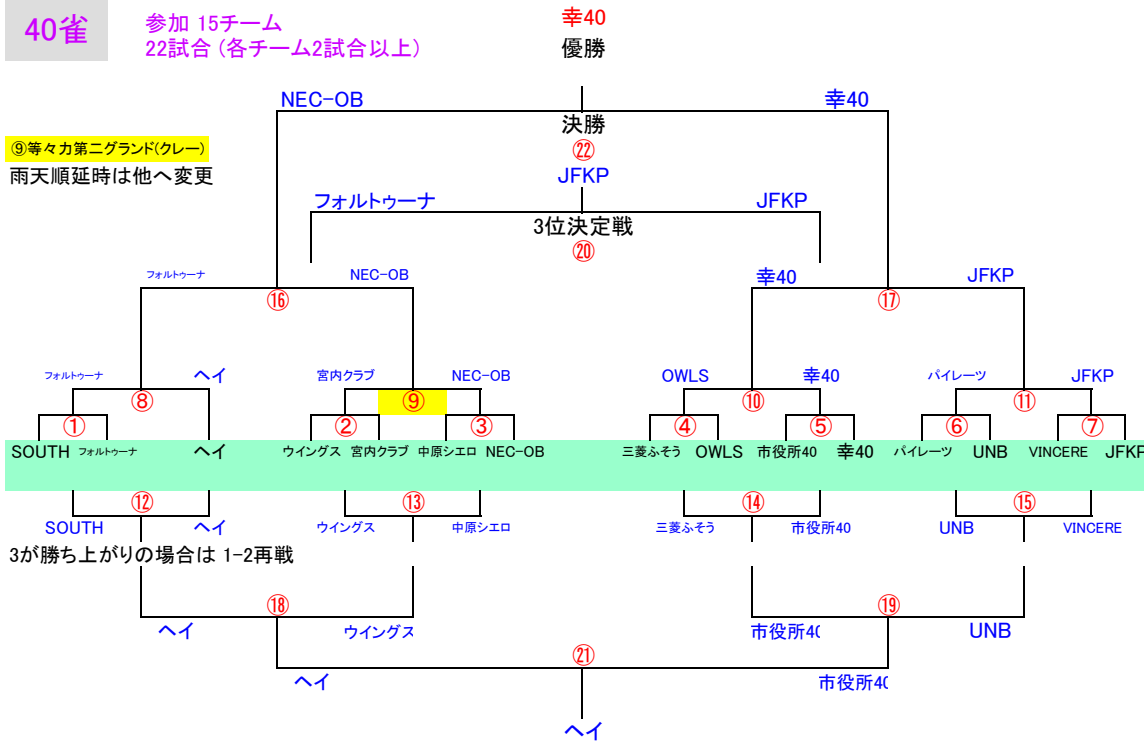 40雀
参加 15チーム
22試合 (各チーム2試合以上)
幸40
優勝
NEC-OB 幸40
決勝
㉒
⑨等々力第二グランド(クレー)
雨天順延時は他へ変更
JFKP
フォルトゥーナ JFKP
3位決定戦
⑳
フォルトゥーナ NEC-OB 幸40 JFKP
⑯ ⑰
フォルトゥーナ ヘイ 宮内クラブ NEC-OB OWLS 幸40 パイレーツ JFKP
⑧ ⑨ ⑩ ⑪
① ② ③ ④ ⑤ ⑥ ⑦
SOUTH フォルトゥーナ ヘイ ウイングス 宮内クラブ 中原シエロ NEC-OB 三菱ふそう OWLS 市役所40 幸40 パイレーツ UNB VINCERE JFKP
⑫ ⑬ ⑭ ⑮
SOUTH ヘイ ウイングス 中原シエロ 三菱ふそう 市役所40 UNB VINCERE
3が勝ち上がりの場合は 1-2再戦
⑱ ⑲
ヘイ ウイングス 市役所40 UNB
㉑
ヘイ 市役所40
ヘイ